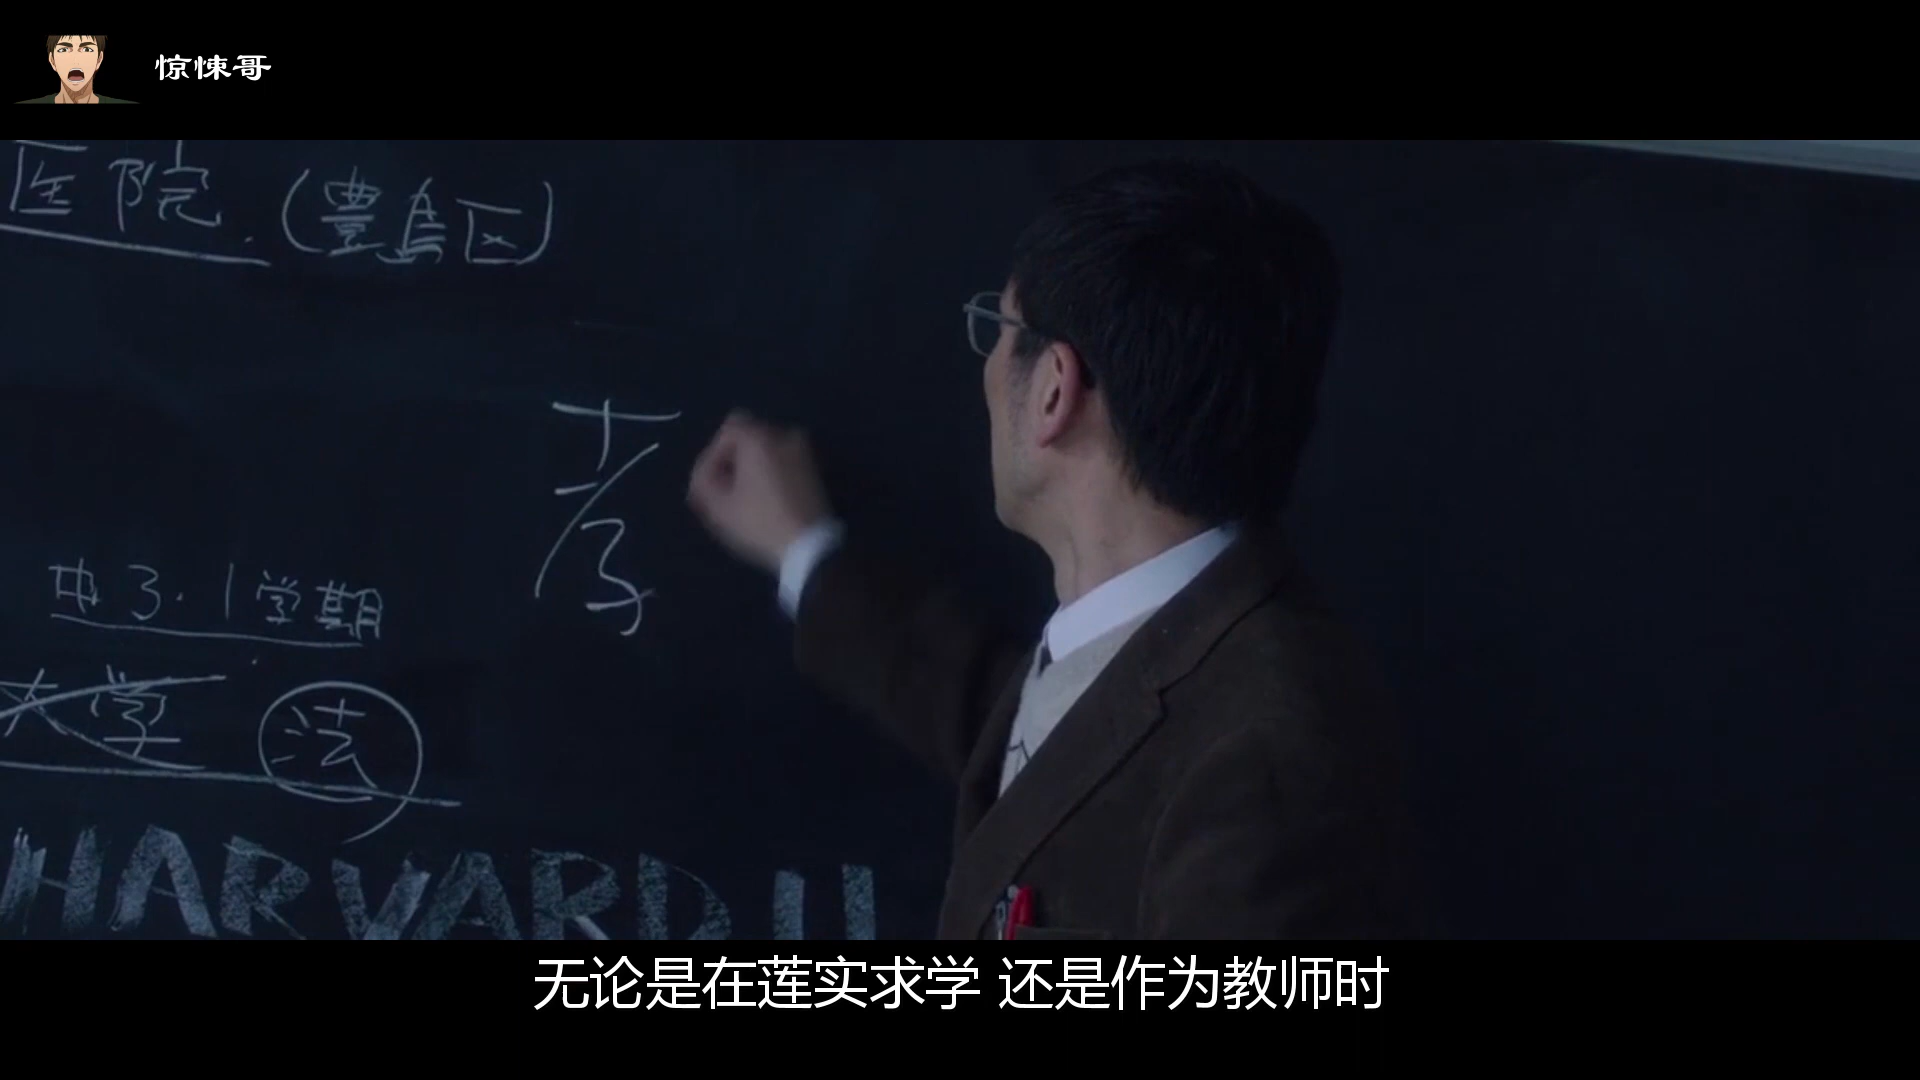 惊悚哥
医院.(豊島区)
孝
中3.1学期
大学 法
HARVARD U
无论是在莲实求学 还是作为教师时